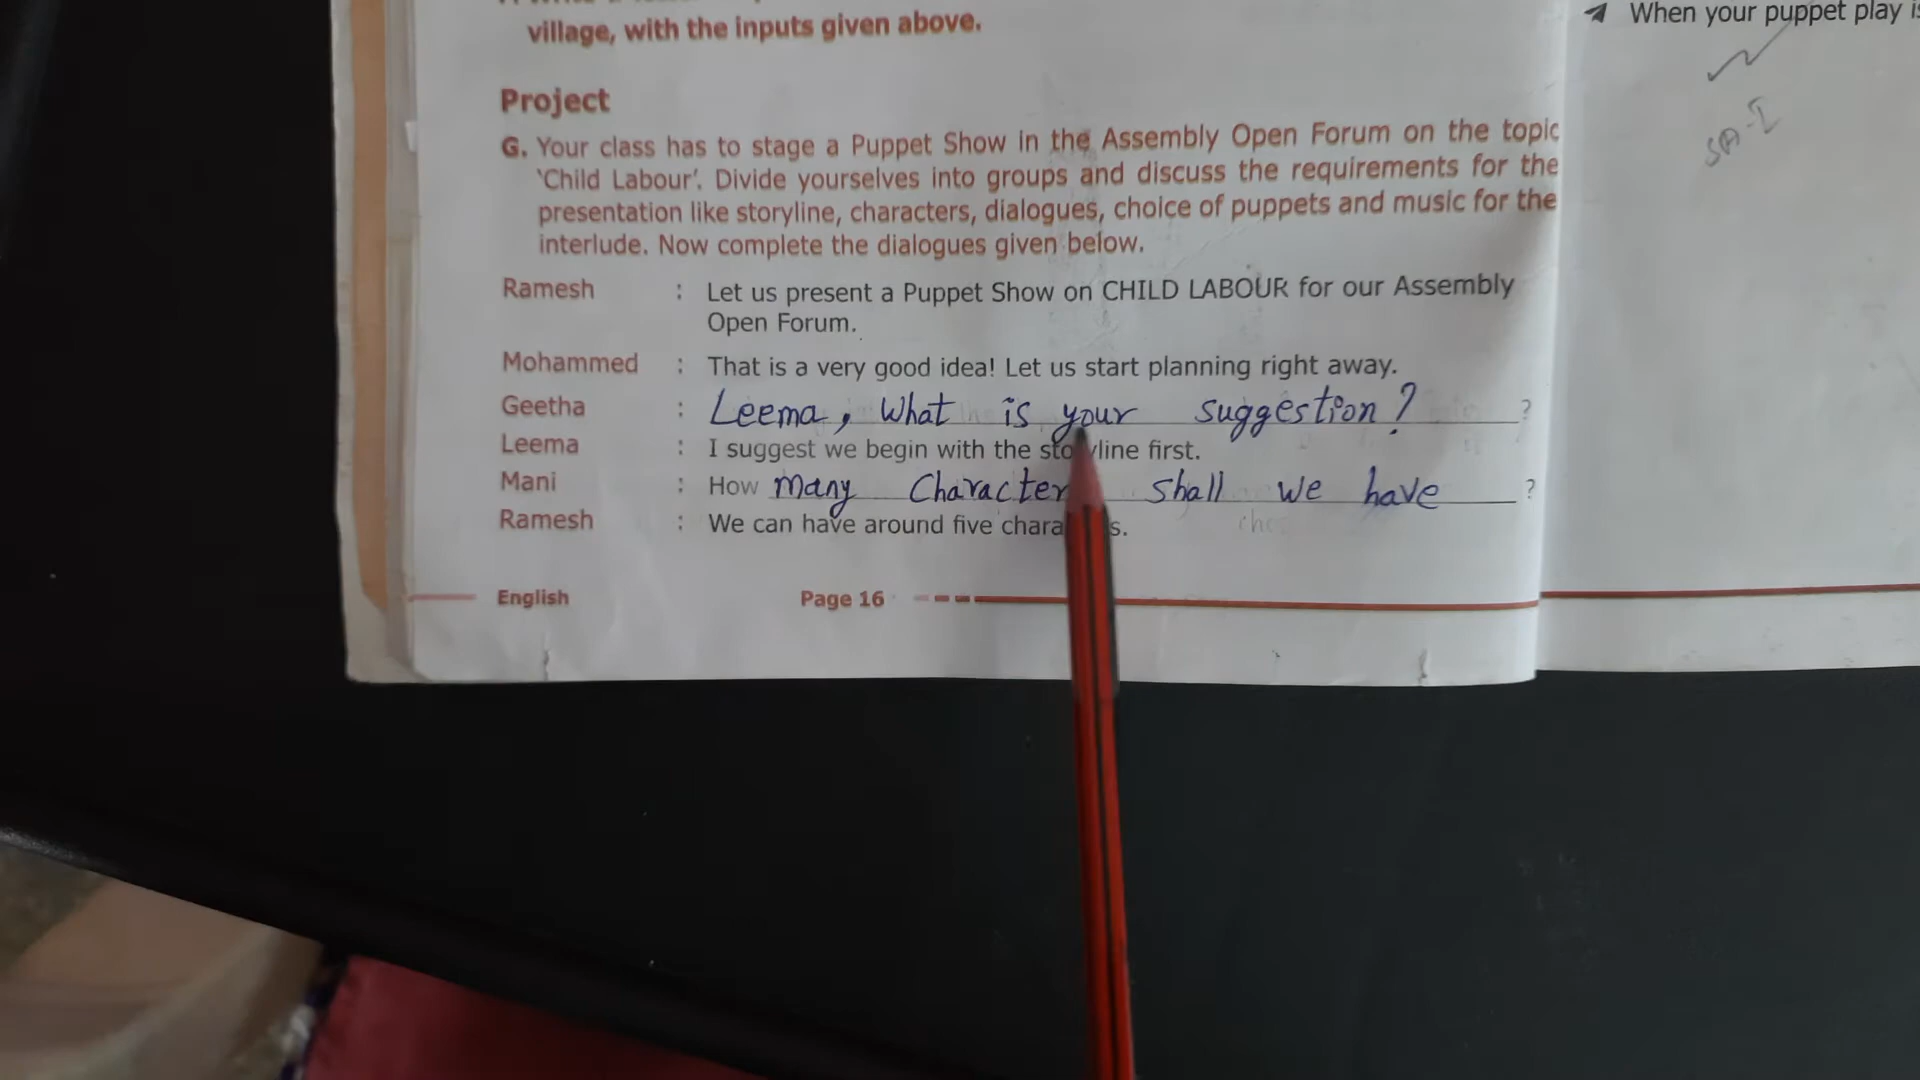 village, with the inputs given above.
When your puppet play is
SA-I
Project
G. Your class has to stage a Puppet Show in the Assembly Open Forum on the topic
'Child Labour'. Divide yourselves into groups and discuss the requirements for the
presentation like storyline, characters, dialogues, choice of puppets and music for the
interlude. Now complete the dialogues given below.
Ramesh : Let us present a Puppet Show on CHILD LABOUR for our Assembly
Open Forum.
Mohammed : That is a very good idea! Let us start planning right away.
Geetha : Leema, What is your suggestion? ?
Leema : I suggest we begin with the storyline first.
Mani : How many Character shall we have ?
Ramesh : We can have around five characters.
English Page 16